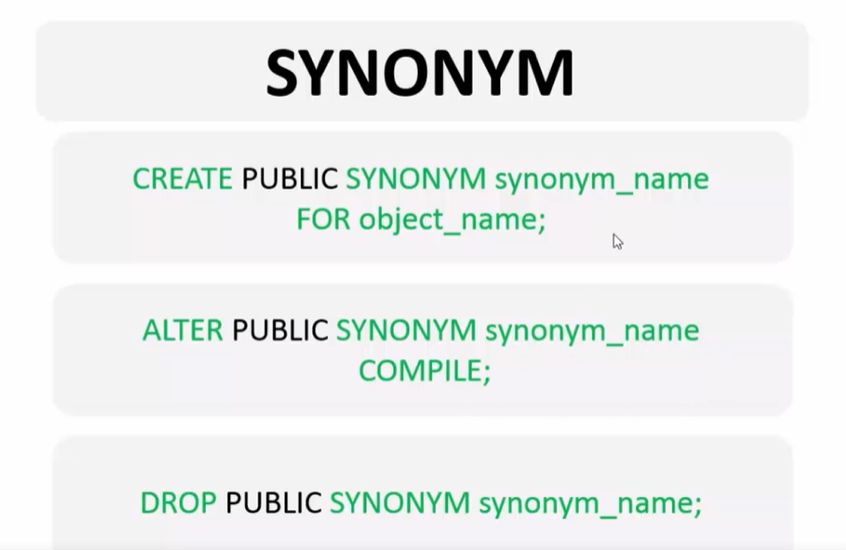 SYNONYM
CREATE PUBLIC SYNONYM synonym_name
FOR object_name;
ALTER PUBLIC SYNONYM synonym_name
COMPILE;
DROP PUBLIC SYNONYM synonym_name;